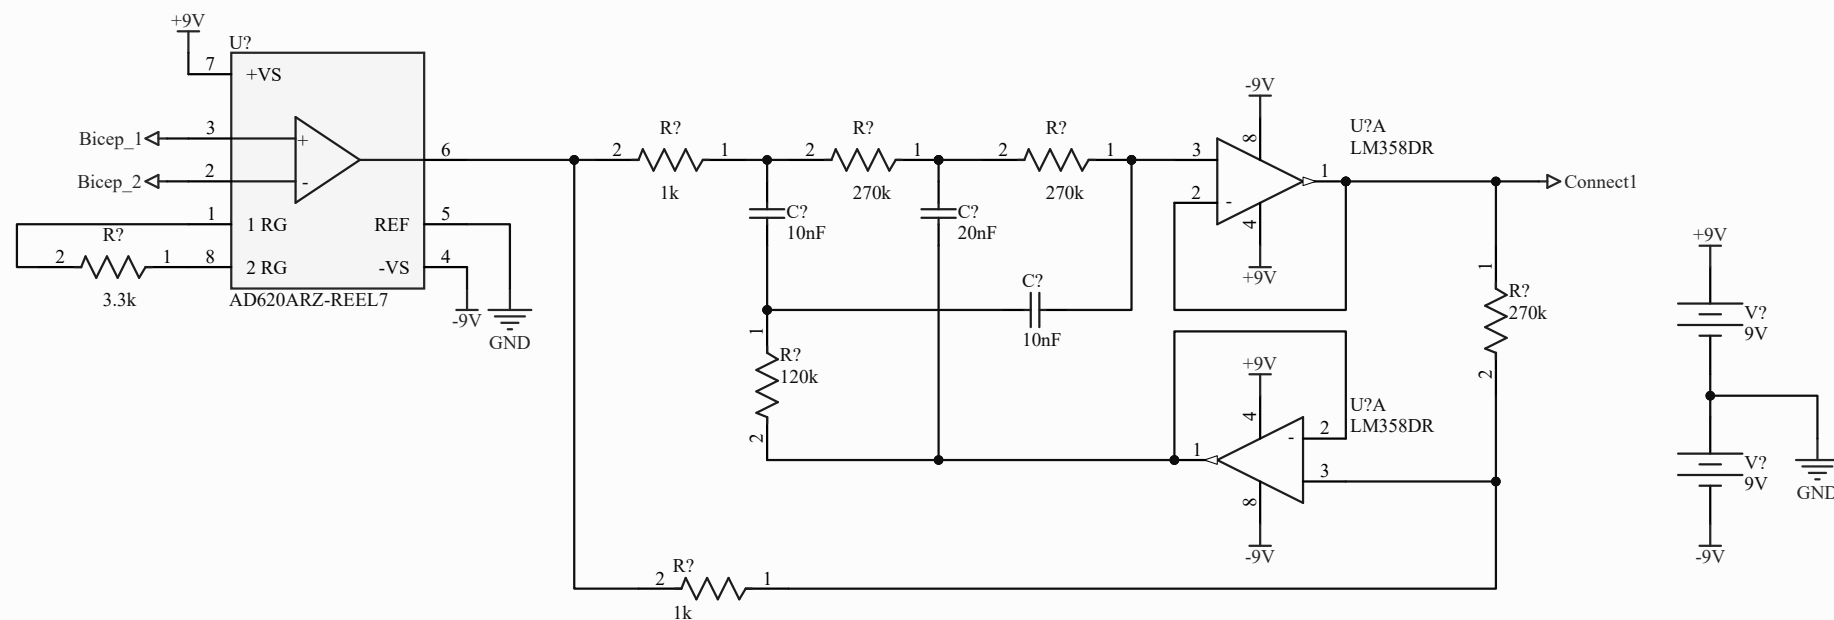 +9V
U?
7
+VS
Bicep_1
3
+
Bicep_2
2
-
6
1
1 RG
REF
5
R?
2
1
8
2 RG
-VS
4
3.3k
AD620ARZ-REEL7
-9V
GND
R?
2
1
1k
R?
2
1
270k
R?
2
1
270k
C?
10nF
C?
20nF
C?
10nF
1
R?
120k
2
-9V
8
U?A
LM358DR
3
2
-
1
4
+9V
Connect1
1
R?
270k
2
+9V
4
U?A
LM358DR
-
2
1
3
8
-9V
R?
2
1
1k
+9V
V?
9V
V?
9V
GND
-9V